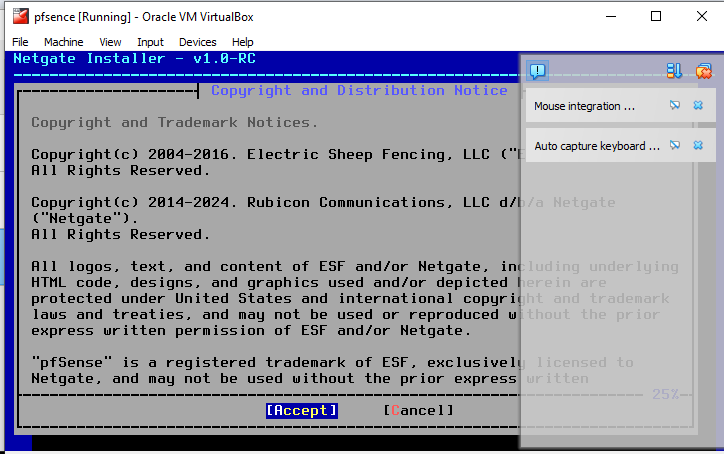 pfsence [Running] - Oracle VM VirtualBox
File Machine View Input Devices Help
Netgate Installer - v1.0-RC
Copyright and Distribution Notice
Mouse integration ...
Auto capture keyboard ...
Copyright and Trademark Notices.
Copyright(c) 2004-2016. Electric Sheep Fencing, LLC ("E
All Rights Reserved.
Copyright(c) 2014-2024. Rubicon Communications, LLC d/b/a Netgate
("Netgate").
All Rights Reserved.
All logos, text, and content of ESF and/or Netgate, including underlying
HTML code, designs, and graphics used and/or depicted herein are
protected under United States and international copyright and trademark
laws and treaties, and may not be used or reproduced without the prior
express written permission of ESF and/or Netgate.
"pfSense" is a registered trademark of ESF, exclusively licensed to
Netgate, and may not be used without the prior express written
25%
[Accept] [Cancel]